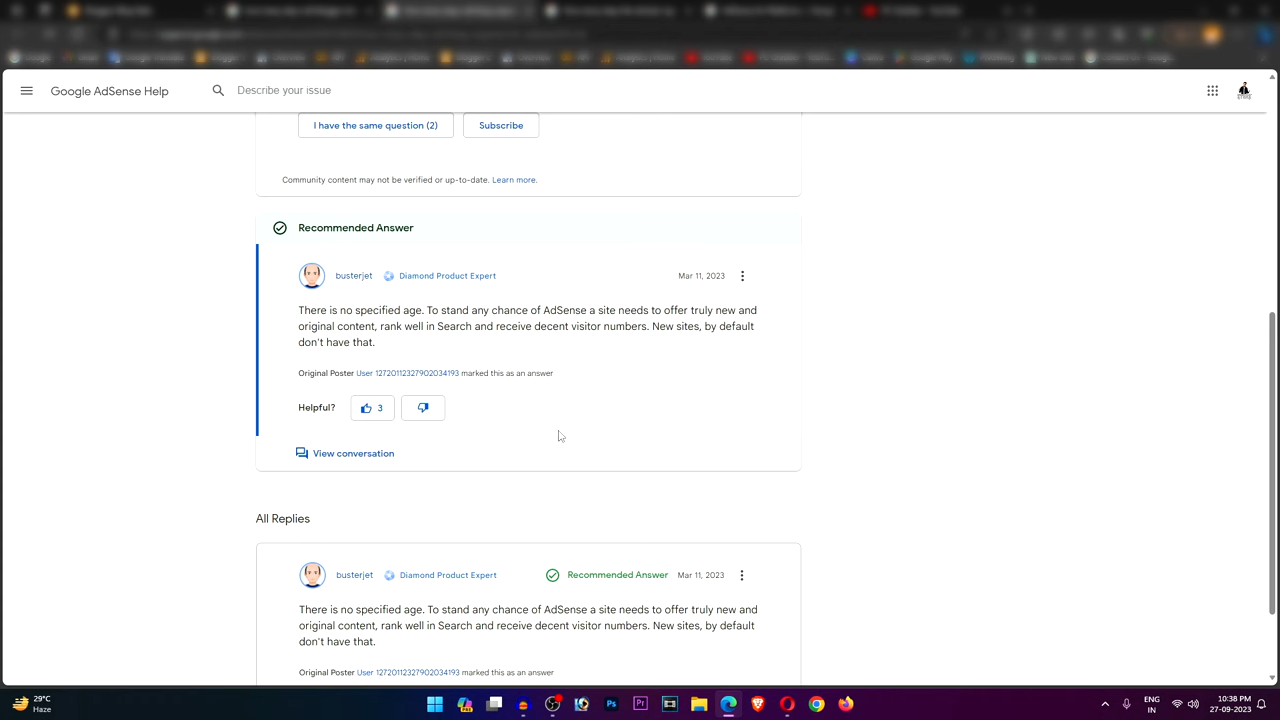 Google AdSense Help
Describe your issue
I have the same question (2)
Subscribe
Community content may not be verified or up-to-date. Learn more.
Recommended Answer
busterjet
Diamond Product Expert
Mar 11, 2023
There is no specified age. To stand any chance of AdSense a site needs to offer truly new and
original content, rank well in Search and receive decent visitor numbers. New sites, by default
don't have that.
Original Poster User 12720112327902034193 marked this as an answer
Helpful?
3
View conversation
All Replies
busterjet
Diamond Product Expert
Recommended Answer
Mar 11, 2023
There is no specified age. To stand any chance of AdSense a site needs to offer truly new and
original content, rank well in Search and receive decent visitor numbers. New sites, by default
don't have that.
Original Poster User 12720112327902034193 marked this as an answer
29°C
Haze
ENG
IN
10:38 PM
27-09-2023